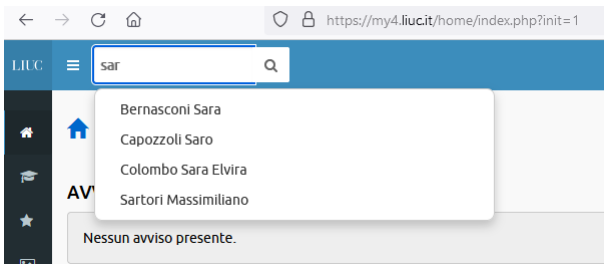 https://my4.liuc.it/home/index.php?init=1
LIUC
sar
Bernasconi Sara
Capozzoli Saro
Colombo Sara Elvira
Sartori Massimiliano
AV
Nessun avviso presente.